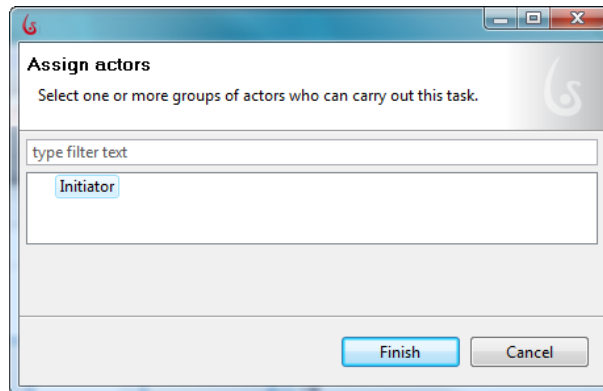 Assign actors
Select one or more groups of actors who can carry out this task.
type filter text
Initiator
Finish
Cancel